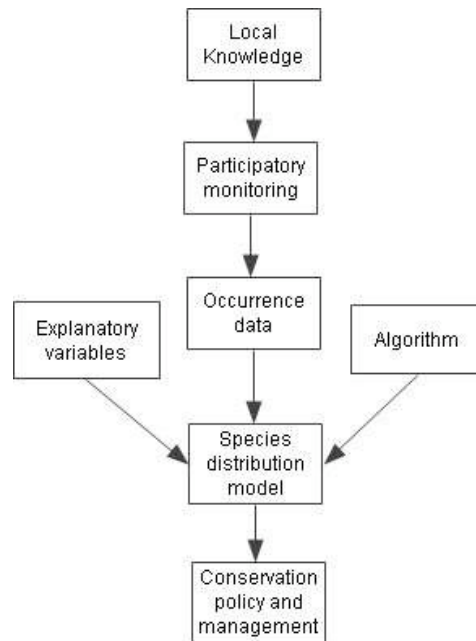 Local
Knowledge
Participatory
monitoring
Occurrence
data
Explanatory
variables
Algorithm
Species
distribution
model
Conservation
policy and
management